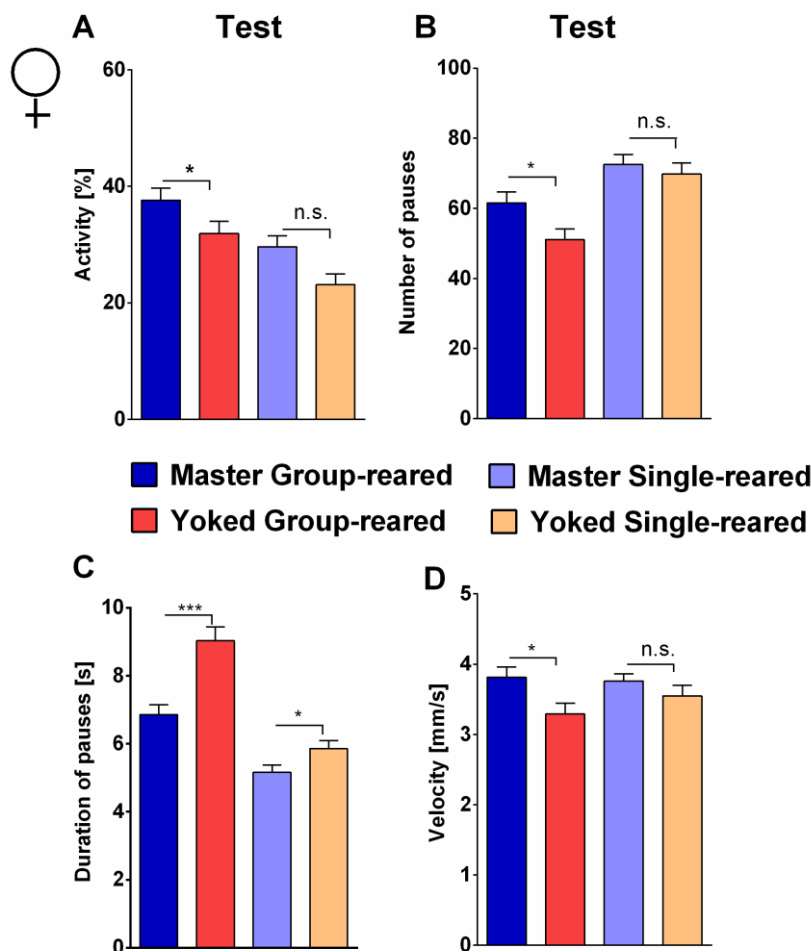 A Test
B Test
Activity [%]
60
40
20
0
*
n.s.
Number of pauses
100
80
60
40
20
0
*
n.s.
Master Group-reared
Master Single-reared
Yoked Group-reared
Yoked Single-reared
C
Duration of pauses [s]
10
8
6
4
2
0
***
*
D
Velocity [mm/s]
5
4
3
2
1
0
*
n.s.